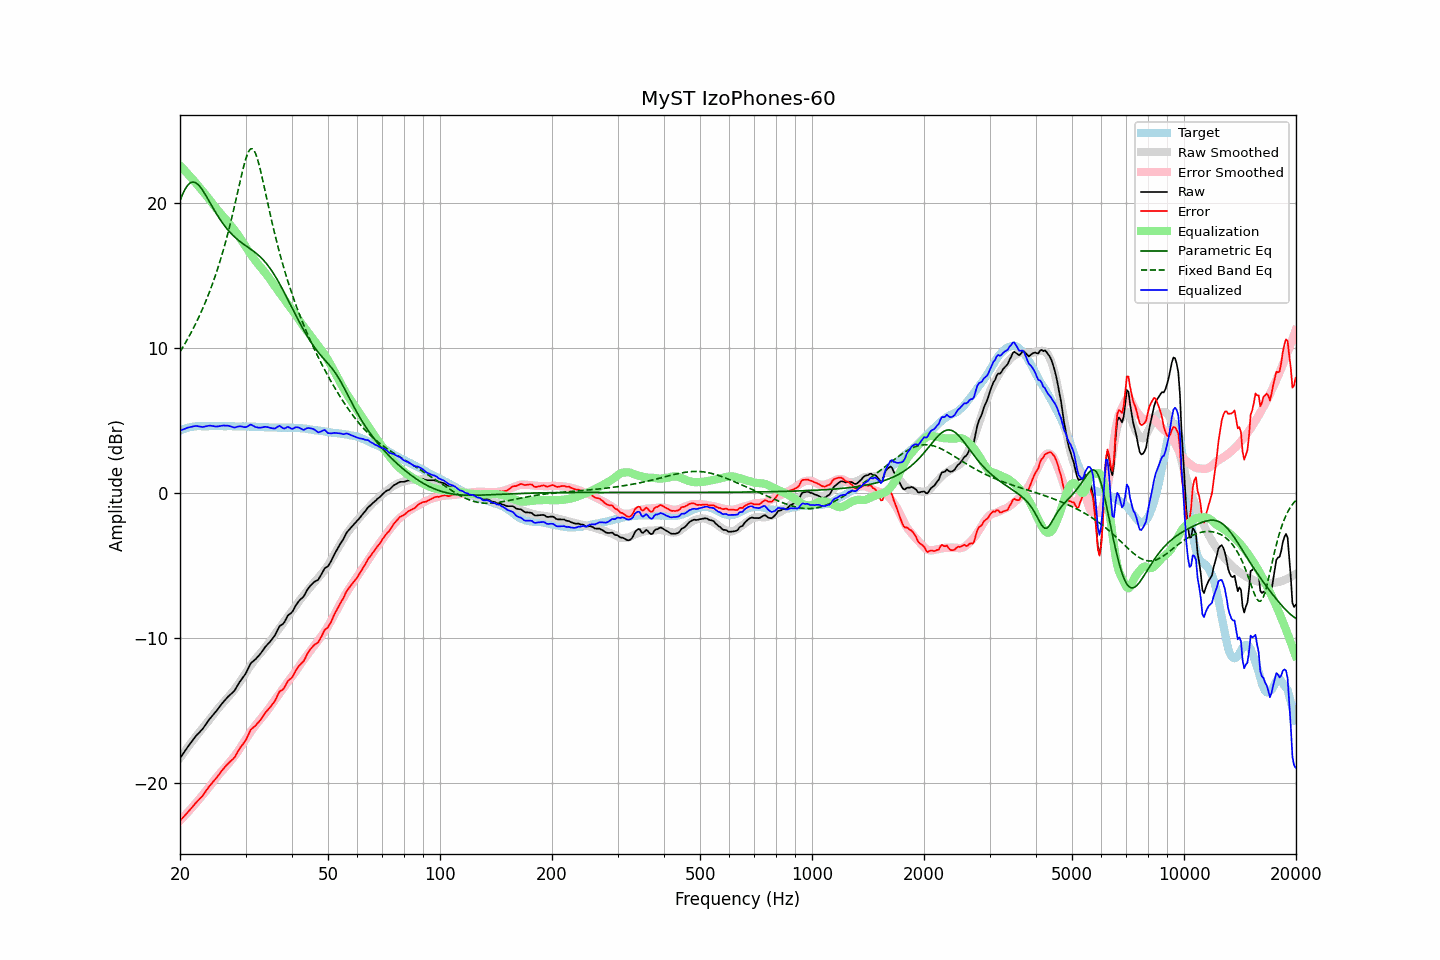 MyST IzoPhones-60
Target
Raw Smoothed
Error Smoothed
Raw
Error
Equalization
Parametric Eq
Fixed Band Eq
Equalized
Amplitude (dBr)
20
10
0
−10
−20
20
50
100
200
500
1000
2000
5000
10000
20000
Frequency (Hz)